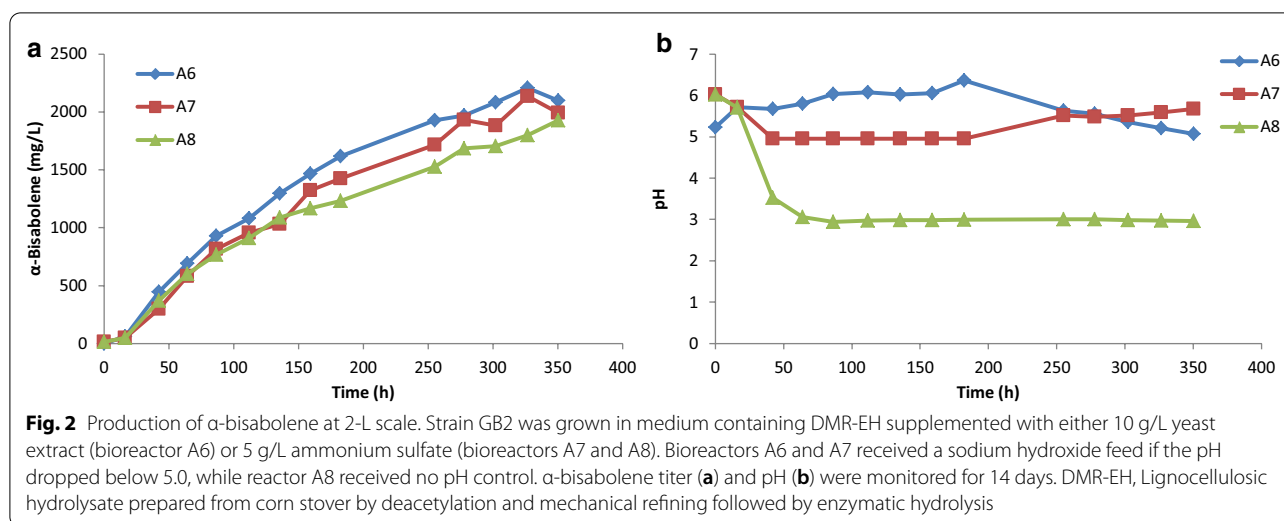 a
2500
2000
1500
1000
500
0
α-Bisabolene (mg/L)
A6
A7
A8
0 50 100 150 200 250 300 350 400
Time (h)
b
7
6
5
4
3
2
1
0
pH
A6
A7
A8
0 50 100 150 200 250 300 350 400
Time (h)
Fig. 2 Production of α-bisabolene at 2-L scale. Strain GB2 was grown in medium containing DMR-EH supplemented with either 10 g/L yeast
extract (bioreactor A6) or 5 g/L ammonium sulfate (bioreactors A7 and A8). Bioreactors A6 and A7 received a sodium hydroxide feed if the pH
dropped below 5.0, while reactor A8 received no pH control. α-bisabolene titer (a) and pH (b) were monitored for 14 days. DMR-EH, Lignocellulosic
hydrolysate prepared from corn stover by deacetylation and mechanical refining followed by enzymatic hydrolysis